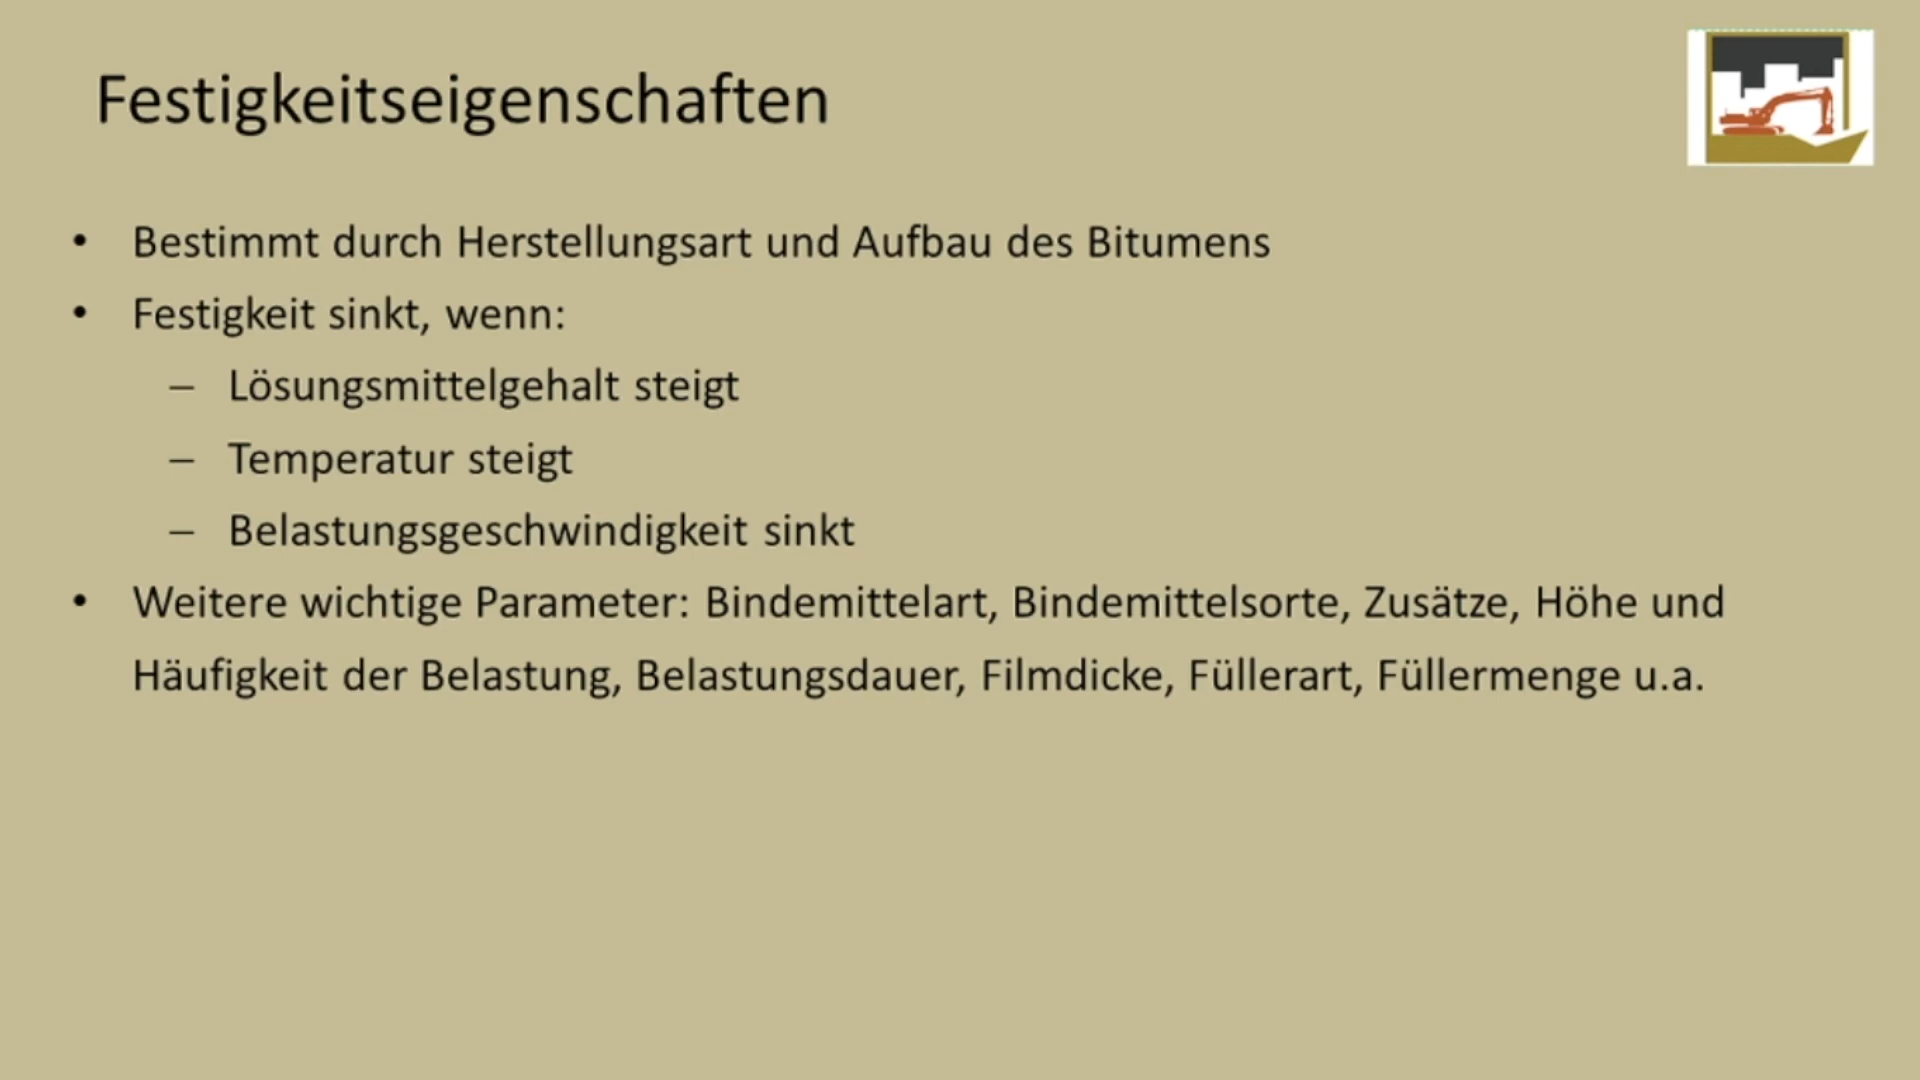 Festigkeitseigenschaften
• Bestimmt durch Herstellungsart und Aufbau des Bitumens
• Festigkeit sinkt, wenn:
– Lösungsmittelgehalt steigt
– Temperatur steigt
– Belastungsgeschwindigkeit sinkt
• Weitere wichtige Parameter: Bindemittelart, Bindemittelsorte, Zusätze, Höhe und
Häufigkeit der Belastung, Belastungsdauer, Filmdicke, Füllerart, Füllermenge u.a.